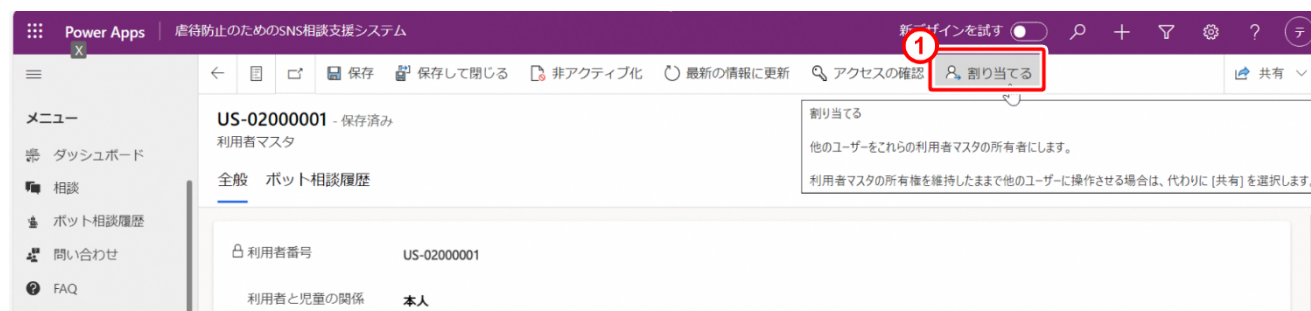 Power Apps 虐待防止のためのSNS相談支援システム 新デザインを試す テ
X
1
保存 保存して閉じる 非アクティブ化 最新の情報に更新 アクセスの確認 割り当てる 共有
メニュー
ダッシュボード
相談
ボット相談履歴
問い合わせ
FAQ
US-02000001 - 保存済み
利用者マスタ
全般 ボット相談履歴
割り当てる
他のユーザーをこれらの利用者マスタの所有者にします。
利用者マスタの所有権を維持したままで他のユーザーに操作させる場合は、代わりに [共有] を選択します。
利用者番号 US-02000001
利用者と児童の関係 本人